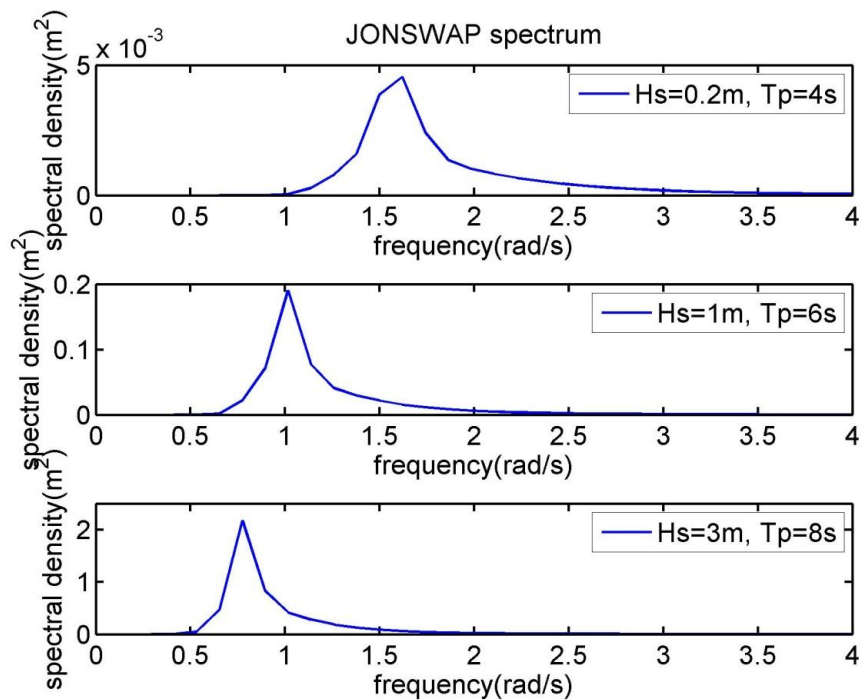 JONSWAP spectrum
5 x 10^-3
0
spectral density(m^2)
Hs=0.2m, Tp=4s
0 0.5 1 1.5 2 2.5 3 3.5 4
frequency(rad/s)
0.2
0.1
0
spectral density(m^2)
Hs=1m, Tp=6s
0 0.5 1 1.5 2 2.5 3 3.5 4
frequency(rad/s)
2
1
0
spectral density(m^2)
Hs=3m, Tp=8s
0 0.5 1 1.5 2 2.5 3 3.5 4
frequency(rad/s)